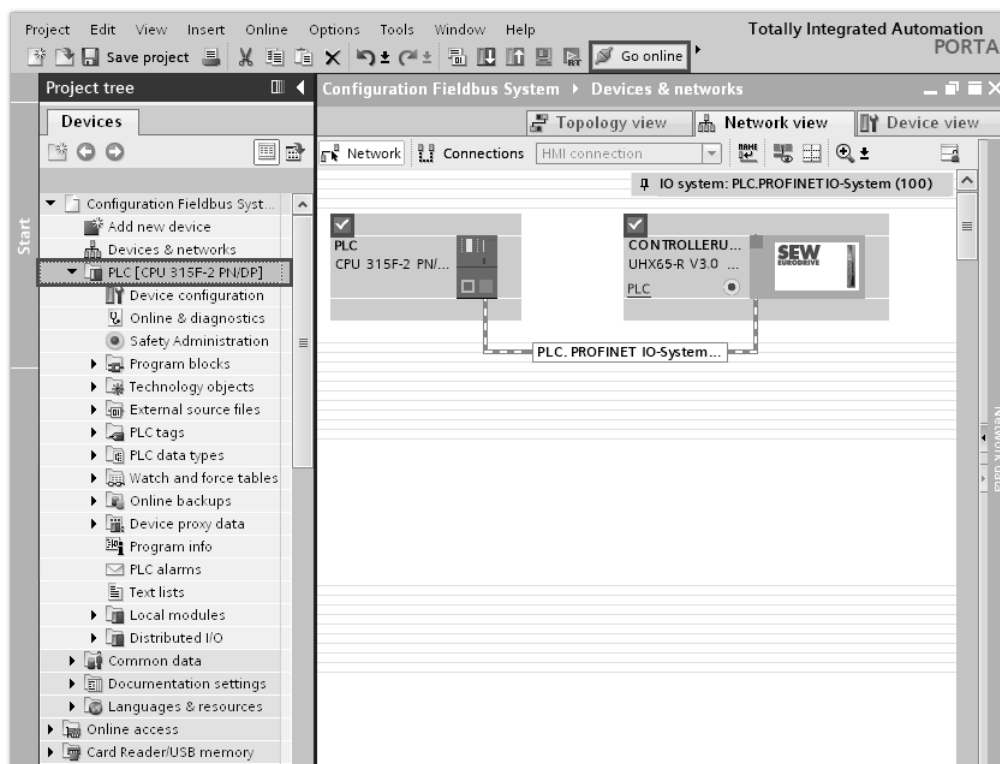 Project Edit View Insert Online Options Tools Window Help
Totally Integrated Automation
PORTA
Save project
Go online
Project tree
Configuration Fieldbus System Devices & networks
Devices
Topology view Network view Device view
Network Connections HMI connection
IO system: PLC.PROFINET IO-System (100)
Start
Configuration Fieldbus Syst...
Add new device
Devices & networks
PLC [CPU 315F-2 PN/DP]
Device configuration
Online & diagnostics
Safety Administration
Program blocks
Technology objects
External source files
PLC tags
PLC data types
Watch and force tables
Online backups
Device proxy data
Program info
PLC alarms
Text lists
Local modules
Distributed I/O
Common data
Documentation settings
Languages & resources
Online access
Card Reader/USB memory
PLC
CPU 315F-2 PN/...
CONTROLLERU...
UHX65-R V3.0 ...
PLC
SEW
EURODRIVE
PLC. PROFINET IO-System...
Network data